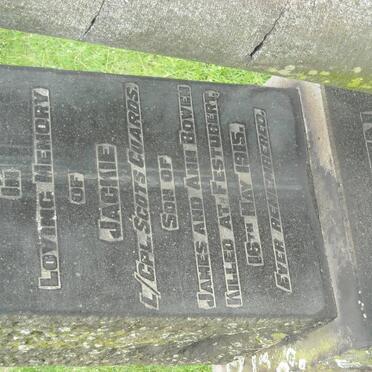 IN
LOVING MEMORY
OF
JACKIE.
L/CPL. SCOTS GUARDS.
SON OF
JAMES AND ANN BOWEN
KILLED AT FESTUBERT,
16TH MAY 1915.
EVER REMEMBERED.